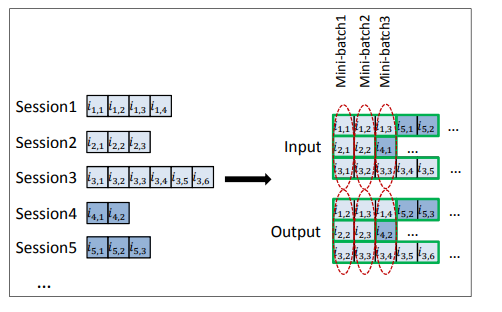 Mini-batch1
Mini-batch2
Mini-batch3
Session1 i1,1 i1,2 i1,3 i1,4
Session2 i2,1 i2,2 i2,3
Session3 i3,1 i3,2 i3,3 i3,4 i3,5 i3,6
Session4 i4,1 i4,2
Session5 i5,1 i5,2 i5,3
...
Input
i1,1 i1,2 i1,3 i5,1 i5,2 ...
i2,1 i2,2 i4,1 ...
i3,1 i3,2 i3,3 i3,4 i3,5 ...
Output
i1,2 i1,3 i1,4 i5,2 i5,3 ...
i2,2 i2,3 i4,2 ...
i3,2 i3,3 i3,4 i3,5 i3,6 ...